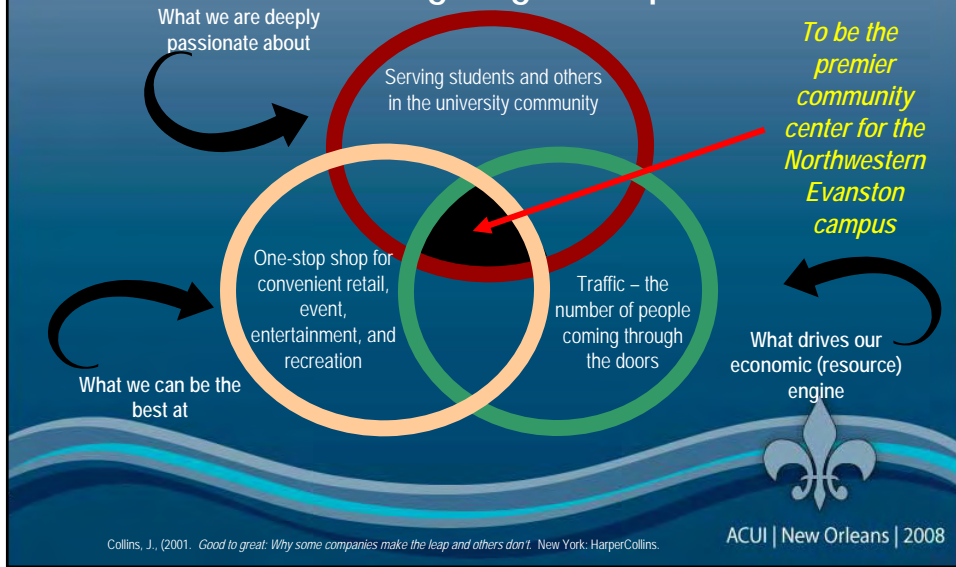 What we are deeply
passionate about
Serving students and others
in the university community
To be the
premier
community
center for the
Northwestern
Evanston
campus
One-stop shop for
convenient retail,
event,
entertainment, and
recreation
Traffic – the
number of people
coming through
the doors
What we can be the
best at
What drives our
economic (resource)
engine
Collins, J., (2001. Good to great: Why some companies make the leap and others don't. New York: HarperCollins.
ACUI | New Orleans | 2008